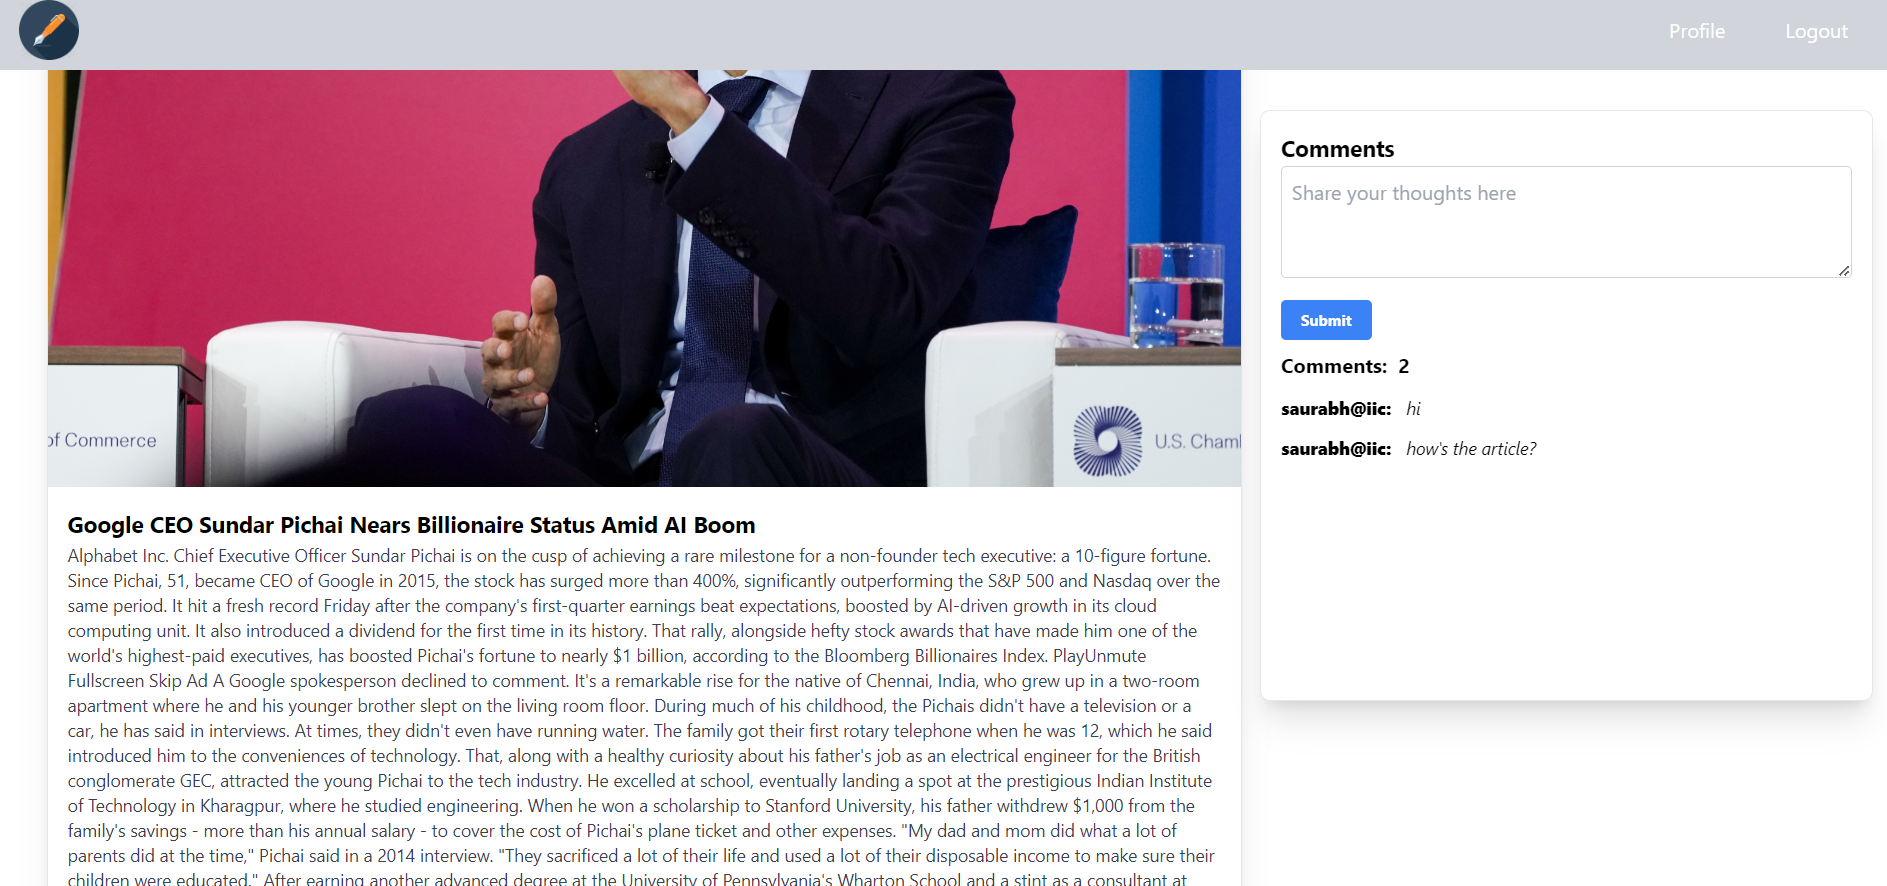 Profile
Logout
of Commerce
U.S. Cham
Google CEO Sundar Pichai Nears Billionaire Status Amid AI Boom
Alphabet Inc. Chief Executive Officer Sundar Pichai is on the cusp of achieving a rare milestone for a non-founder tech executive: a 10-figure fortune.
Since Pichai, 51, became CEO of Google in 2015, the stock has surged more than 400%, significantly outperforming the S&P 500 and Nasdaq over the
same period. It hit a fresh record Friday after the company's first-quarter earnings beat expectations, boosted by AI-driven growth in its cloud
computing unit. It also introduced a dividend for the first time in its history. That rally, alongside hefty stock awards that have made him one of the
world's highest-paid executives, has boosted Pichai's fortune to nearly $1 billion, according to the Bloomberg Billionaires Index. PlayUnmute
Fullscreen Skip Ad A Google spokesperson declined to comment. It's a remarkable rise for the native of Chennai, India, who grew up in a two-room
apartment where he and his younger brother slept on the living room floor. During much of his childhood, the Pichais didn't have a television or a
car, he has said in interviews. At times, they didn't even have running water. The family got their first rotary telephone when he was 12, which he said
introduced him to the conveniences of technology. That, along with a healthy curiosity about his father's job as an electrical engineer for the British
conglomerate GEC, attracted the young Pichai to the tech industry. He excelled at school, eventually landing a spot at the prestigious Indian Institute
of Technology in Kharagpur, where he studied engineering. When he won a scholarship to Stanford University, his father withdrew $1,000 from the
family's savings - more than his annual salary - to cover the cost of Pichai's plane ticket and other expenses. "My dad and mom did what a lot of
parents did at the time," Pichai said in a 2014 interview. "They sacrificed a lot of their life and used a lot of their disposable income to make sure their
children were educated." After earning another advanced degree at the University of Pennsylvania's Wharton School and a stint as a consultant at
Comments
Share your thoughts here
Submit
Comments: 2
saurabh@iic: hi
saurabh@iic: how's the article?